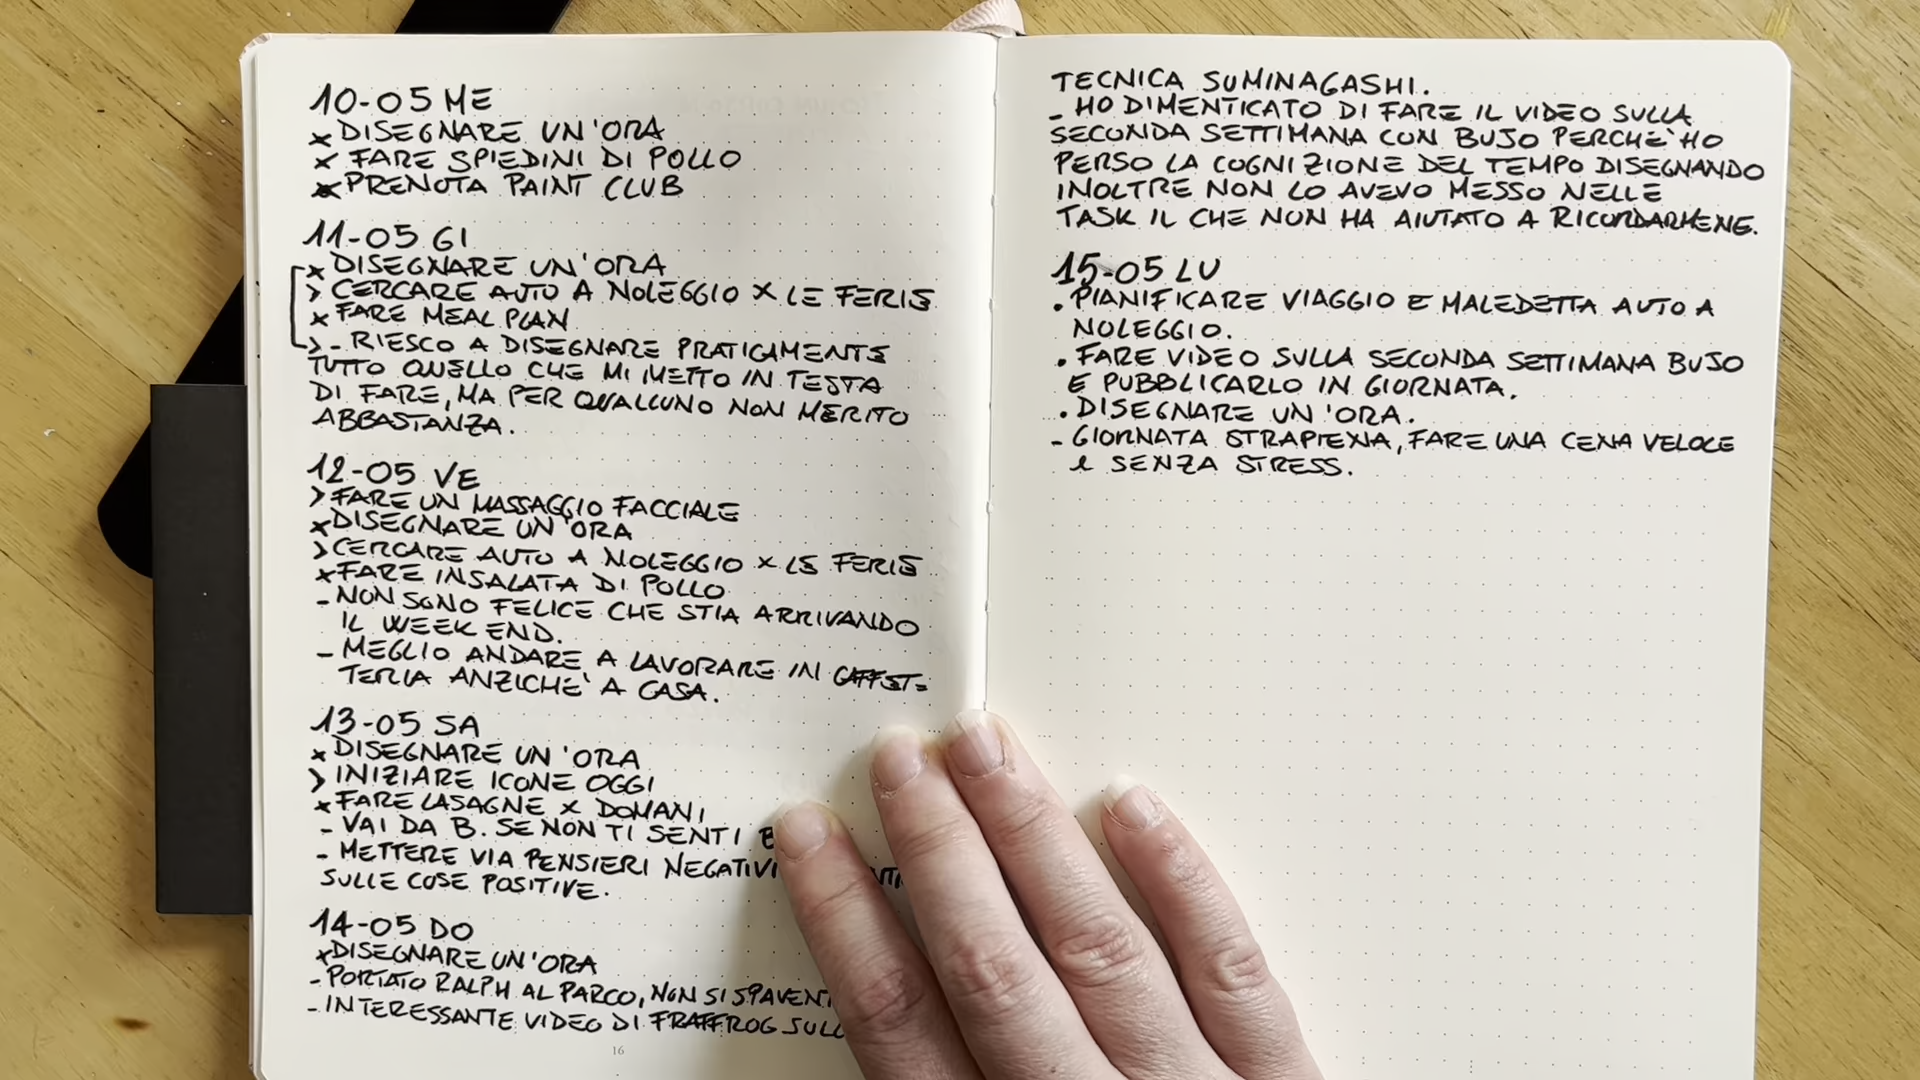 10-05 ME
× DISEGNARE UN'ORA
× FARE SPIEDINI DI POLLO
× PRENOTA PAINT CLUB
11-05 GI
× DISEGNARE UN'ORA
> CERCARE AUTO A NOLEGGIO × LE FERIE
× FARE MEAL PLAN
> - RIESCO A DISEGNARE PRATICAMENTE
TUTTO QUELLO CHE MI METTO IN TESTA
DI FARE, MA PER QUALCUNO NON MERITO
ABBASTANZA.
12-05 VE
> FARE UN MASSAGGIO FACCIALE
× DISEGNARE UN'ORA
> CERCARE AUTO A NOLEGGIO × LE FERIE
× FARE INSALATA DI POLLO
- NON SONO FELICE CHE STIA ARRIVANDO
IL WEEK END.
- MEGLIO ANDARE A LAVORARE IN CAFFET=
TERIA ANZICHE' A CASA.
13-05 SA
× DISEGNARE UN'ORA
> INIZIARE ICONE OGGI
× FARE LASAGNE × DOMANI
- VAI DA B. SE NON TI SENTI
- METTERE VIA PENSIERI NEGATIVI
SULLE COSE POSITIVE.
14-05 DO
× DISEGNARE UN'ORA
- PORTATO RALPH AL PARCO, NON SI
- INTERESSANTE VIDEO DI FRAFFROG
16
TECNICA SUMINAGASHI.
- HO DIMENTICATO DI FARE IL VIDEO SULLA
SECONDA SETTIMANA CON BUJO PERCHE' HO
PERSO LA COGNIZIONE DEL TEMPO DISEGNANDO
INOLTRE NON LO AVEVO MESSO NELLE
TASK IL CHE NON HA AIUTATO A RICORDARMENE.
15-05 LU
. PIANIFICARE VIAGGIO E MALEDETTA AUTO A
NOLEGGIO.
. FARE VIDEO SULLA SECONDA SETTIMANA BUJO
E PUBBLICARLO IN GIORNATA.
. DISEGNARE UN'ORA.
- GIORNATA STRAPIENA, FARE UNA CENA VELOCE
e SENZA STRESS.